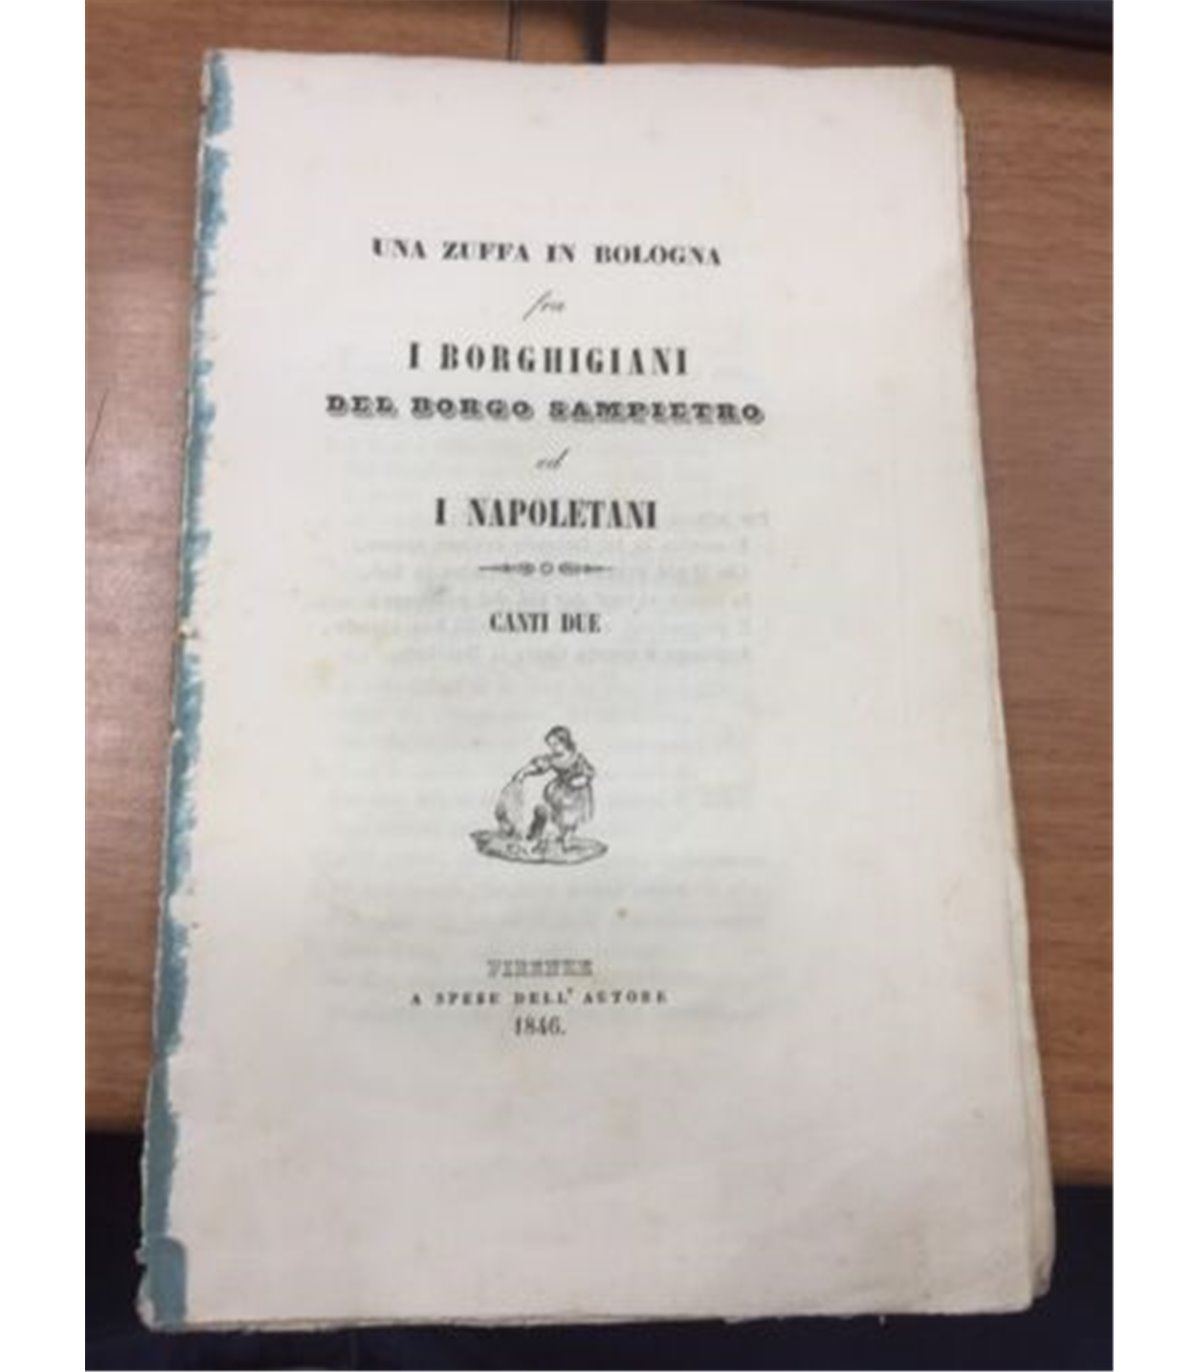 UNA ZUFFA IN BOLOGNA
fra
I BORGHIGIANI
DEL BORGO SAMPIETRO
ed
I NAPOLETANI
CANTI DUE
FIRENZE
A SPESE DELL' AUTORE
1846.